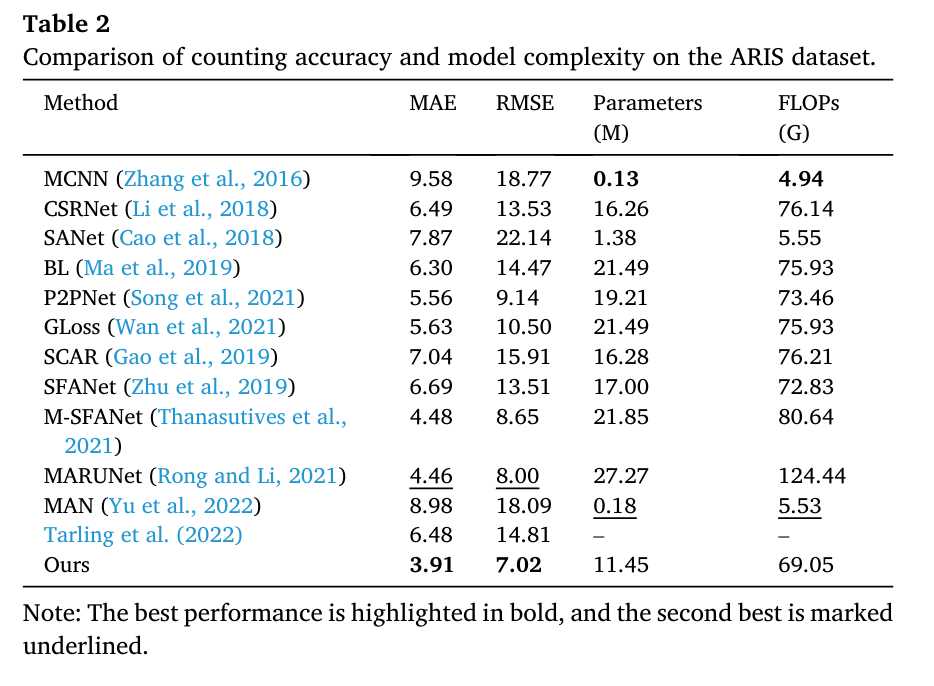 Table 2
Comparison of counting accuracy and model complexity on the ARIS dataset.
Method MAE RMSE Parameters (M) FLOPs (G)
MCNN (Zhang et al., 2016) 9.58 18.77 0.13 4.94
CSRNet (Li et al., 2018) 6.49 13.53 16.26 76.14
SANet (Cao et al., 2018) 7.87 22.14 1.38 5.55
BL (Ma et al., 2019) 6.30 14.47 21.49 75.93
P2PNet (Song et al., 2021) 5.56 9.14 19.21 73.46
GLoss (Wan et al., 2021) 5.63 10.50 21.49 75.93
SCAR (Gao et al., 2019) 7.04 15.91 16.28 76.21
SFANet (Zhu et al., 2019) 6.69 13.51 17.00 72.83
M-SFANet (Thanasutives et al., 4.48 8.65 21.85 80.64
2021)
MARUNet (Rong and Li, 2021) 4.46 8.00 27.27 124.44
MAN (Yu et al., 2022) 8.98 18.09 0.18 5.53
Tarling et al. (2022) 6.48 14.81 – –
Ours 3.91 7.02 11.45 69.05
Note: The best performance is highlighted in bold, and the second best is marked
underlined.